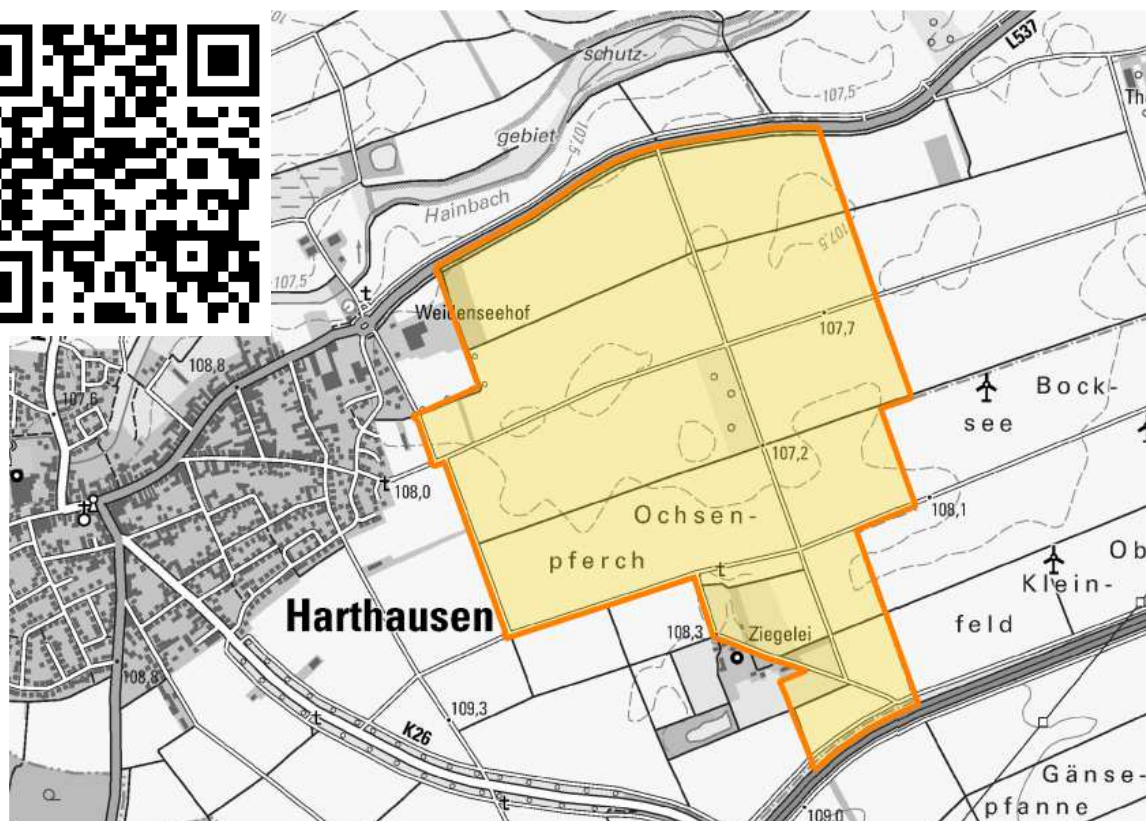 L537
schutz-
107,5
107,5
Th
gebiet
Hainbach
107,5
107,5
Weidenseehof
107,7
108,8
107,6
Bock-
see
107,2
108,0
108,1
Ochsen-
pferch
Ob
Klein-
feld
Harthausen
108,3
Ziegelei
108,8
109,3
K26
Gänse-
pfanne
109,0